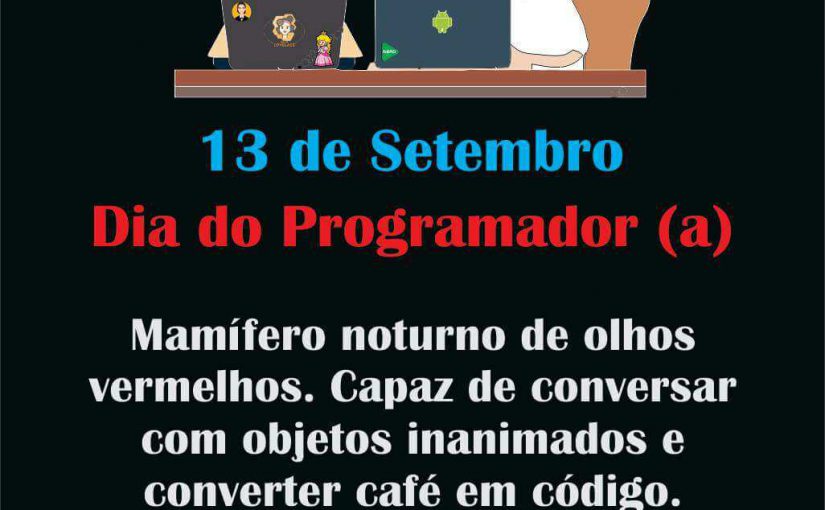 13 de Setembro
Dia do Programador (a)
Mamífero noturno de olhos
vermelhos. Capaz de conversar
com objetos inanimados e
converter café em código.